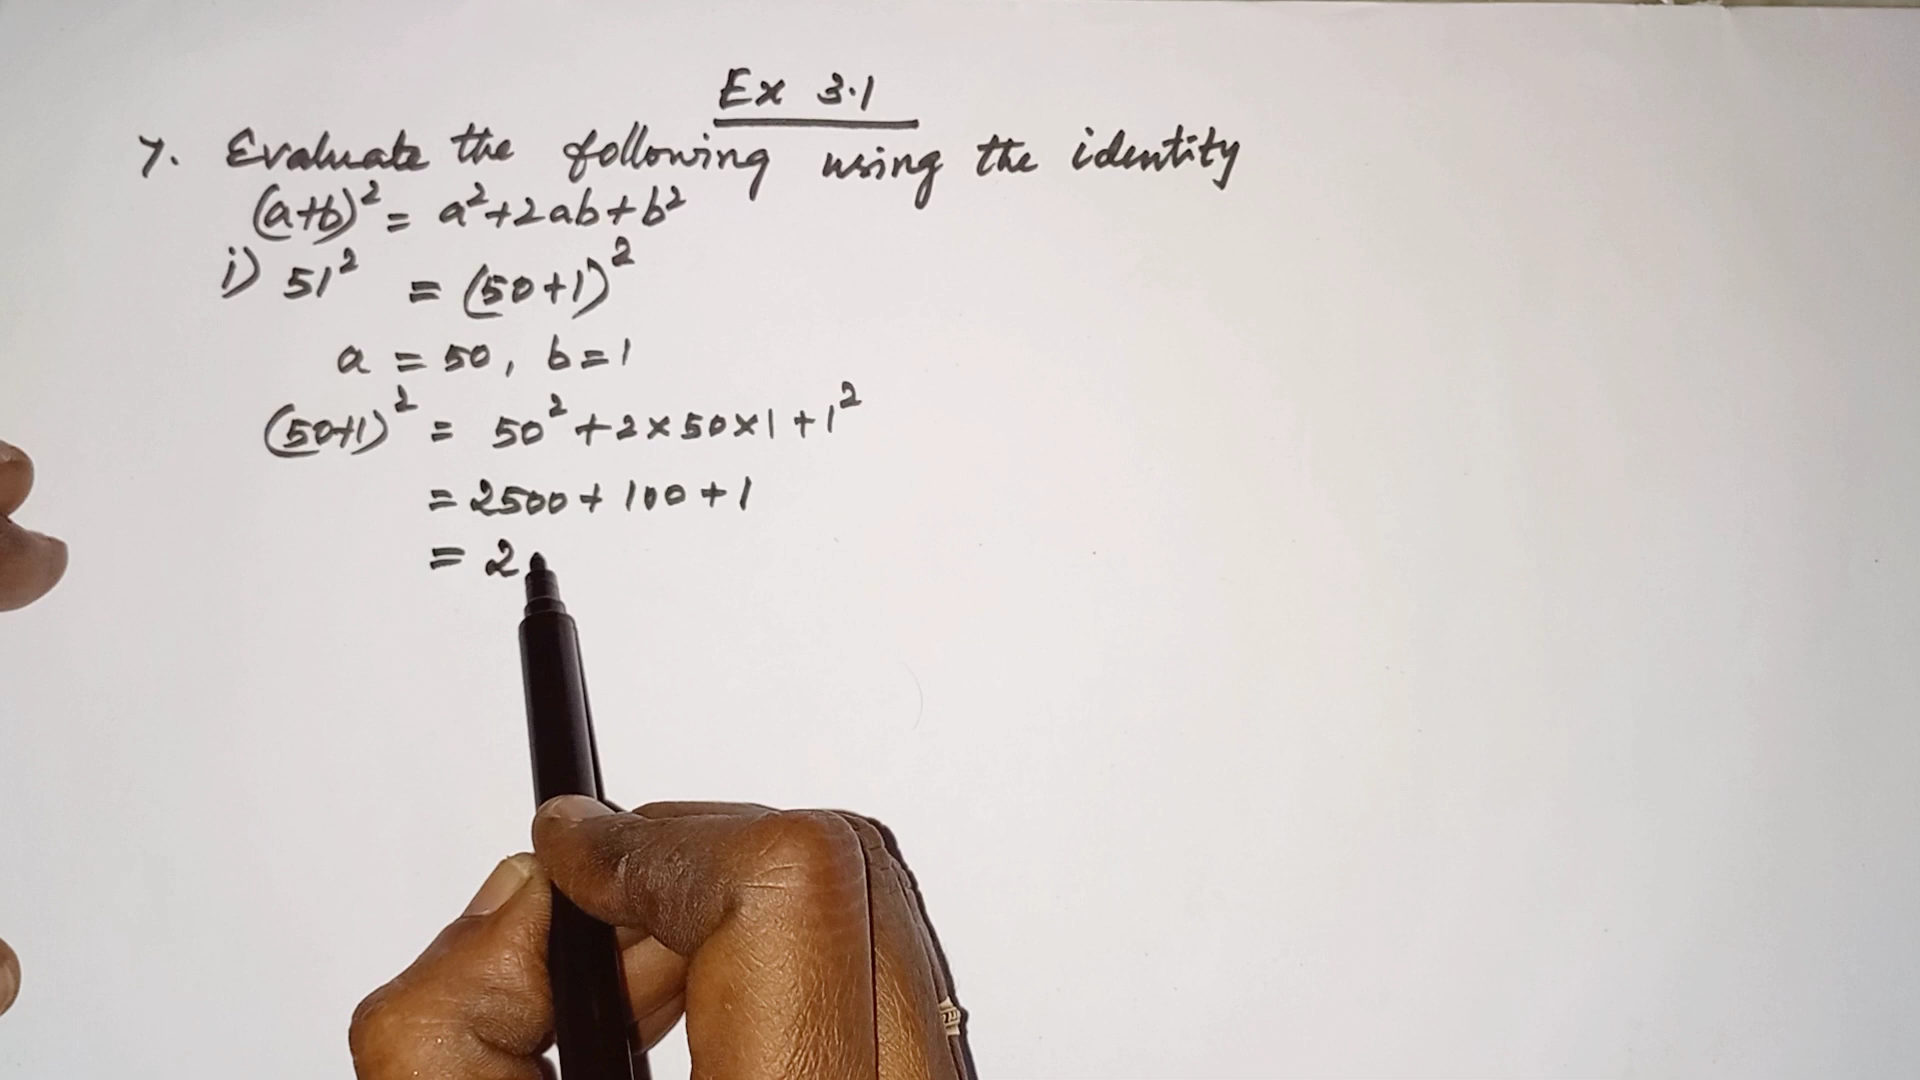 Ex 3.1
7. Evaluate the following using the identity
(a+b)² = a²+2ab+b²
i) 51² = (50+1)²
a = 50, b=1
(50+1)² = 50²+2×50×1+1²
= 2500+100+1
= 2